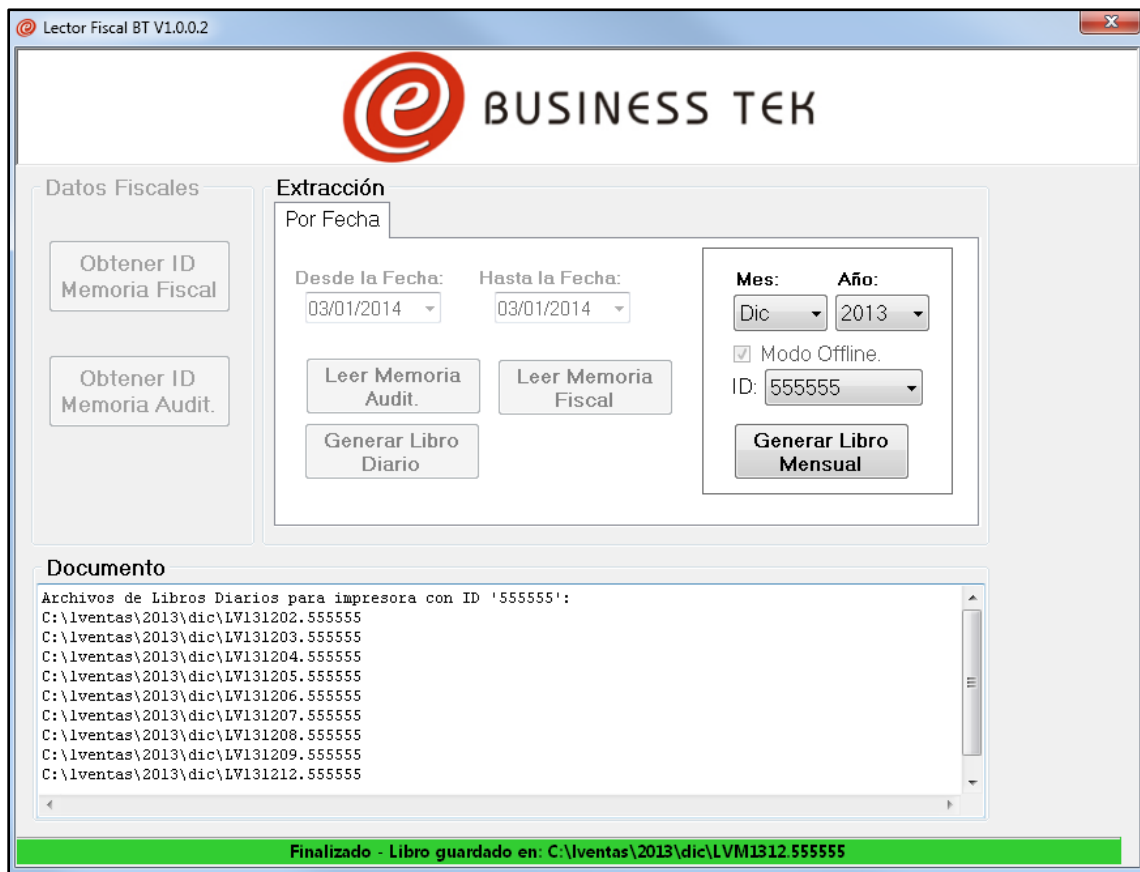 Lector Fiscal BT V1.0.0.2
BUSINESS TEK
Datos Fiscales
Obtener ID
Memoria Fiscal
Obtener ID
Memoria Audit.
Extracción
Por Fecha
Desde la Fecha: Hasta la Fecha:
03/01/2014 03/01/2014
Leer Memoria
Audit.
Leer Memoria
Fiscal
Generar Libro
Diario
Mes: Año:
Dic 2013
Modo Offline.
ID: 555555
Generar Libro
Mensual
Documento
Archivos de Libros Diarios para impresora con ID '555555':
C:\lventas\2013\dic\LV131202.555555
C:\lventas\2013\dic\LV131203.555555
C:\lventas\2013\dic\LV131204.555555
C:\lventas\2013\dic\LV131205.555555
C:\lventas\2013\dic\LV131206.555555
C:\lventas\2013\dic\LV131207.555555
C:\lventas\2013\dic\LV131208.555555
C:\lventas\2013\dic\LV131209.555555
C:\lventas\2013\dic\LV131212.555555
Finalizado - Libro guardado en: C:\lventas\2013\dic\LVM1312.555555